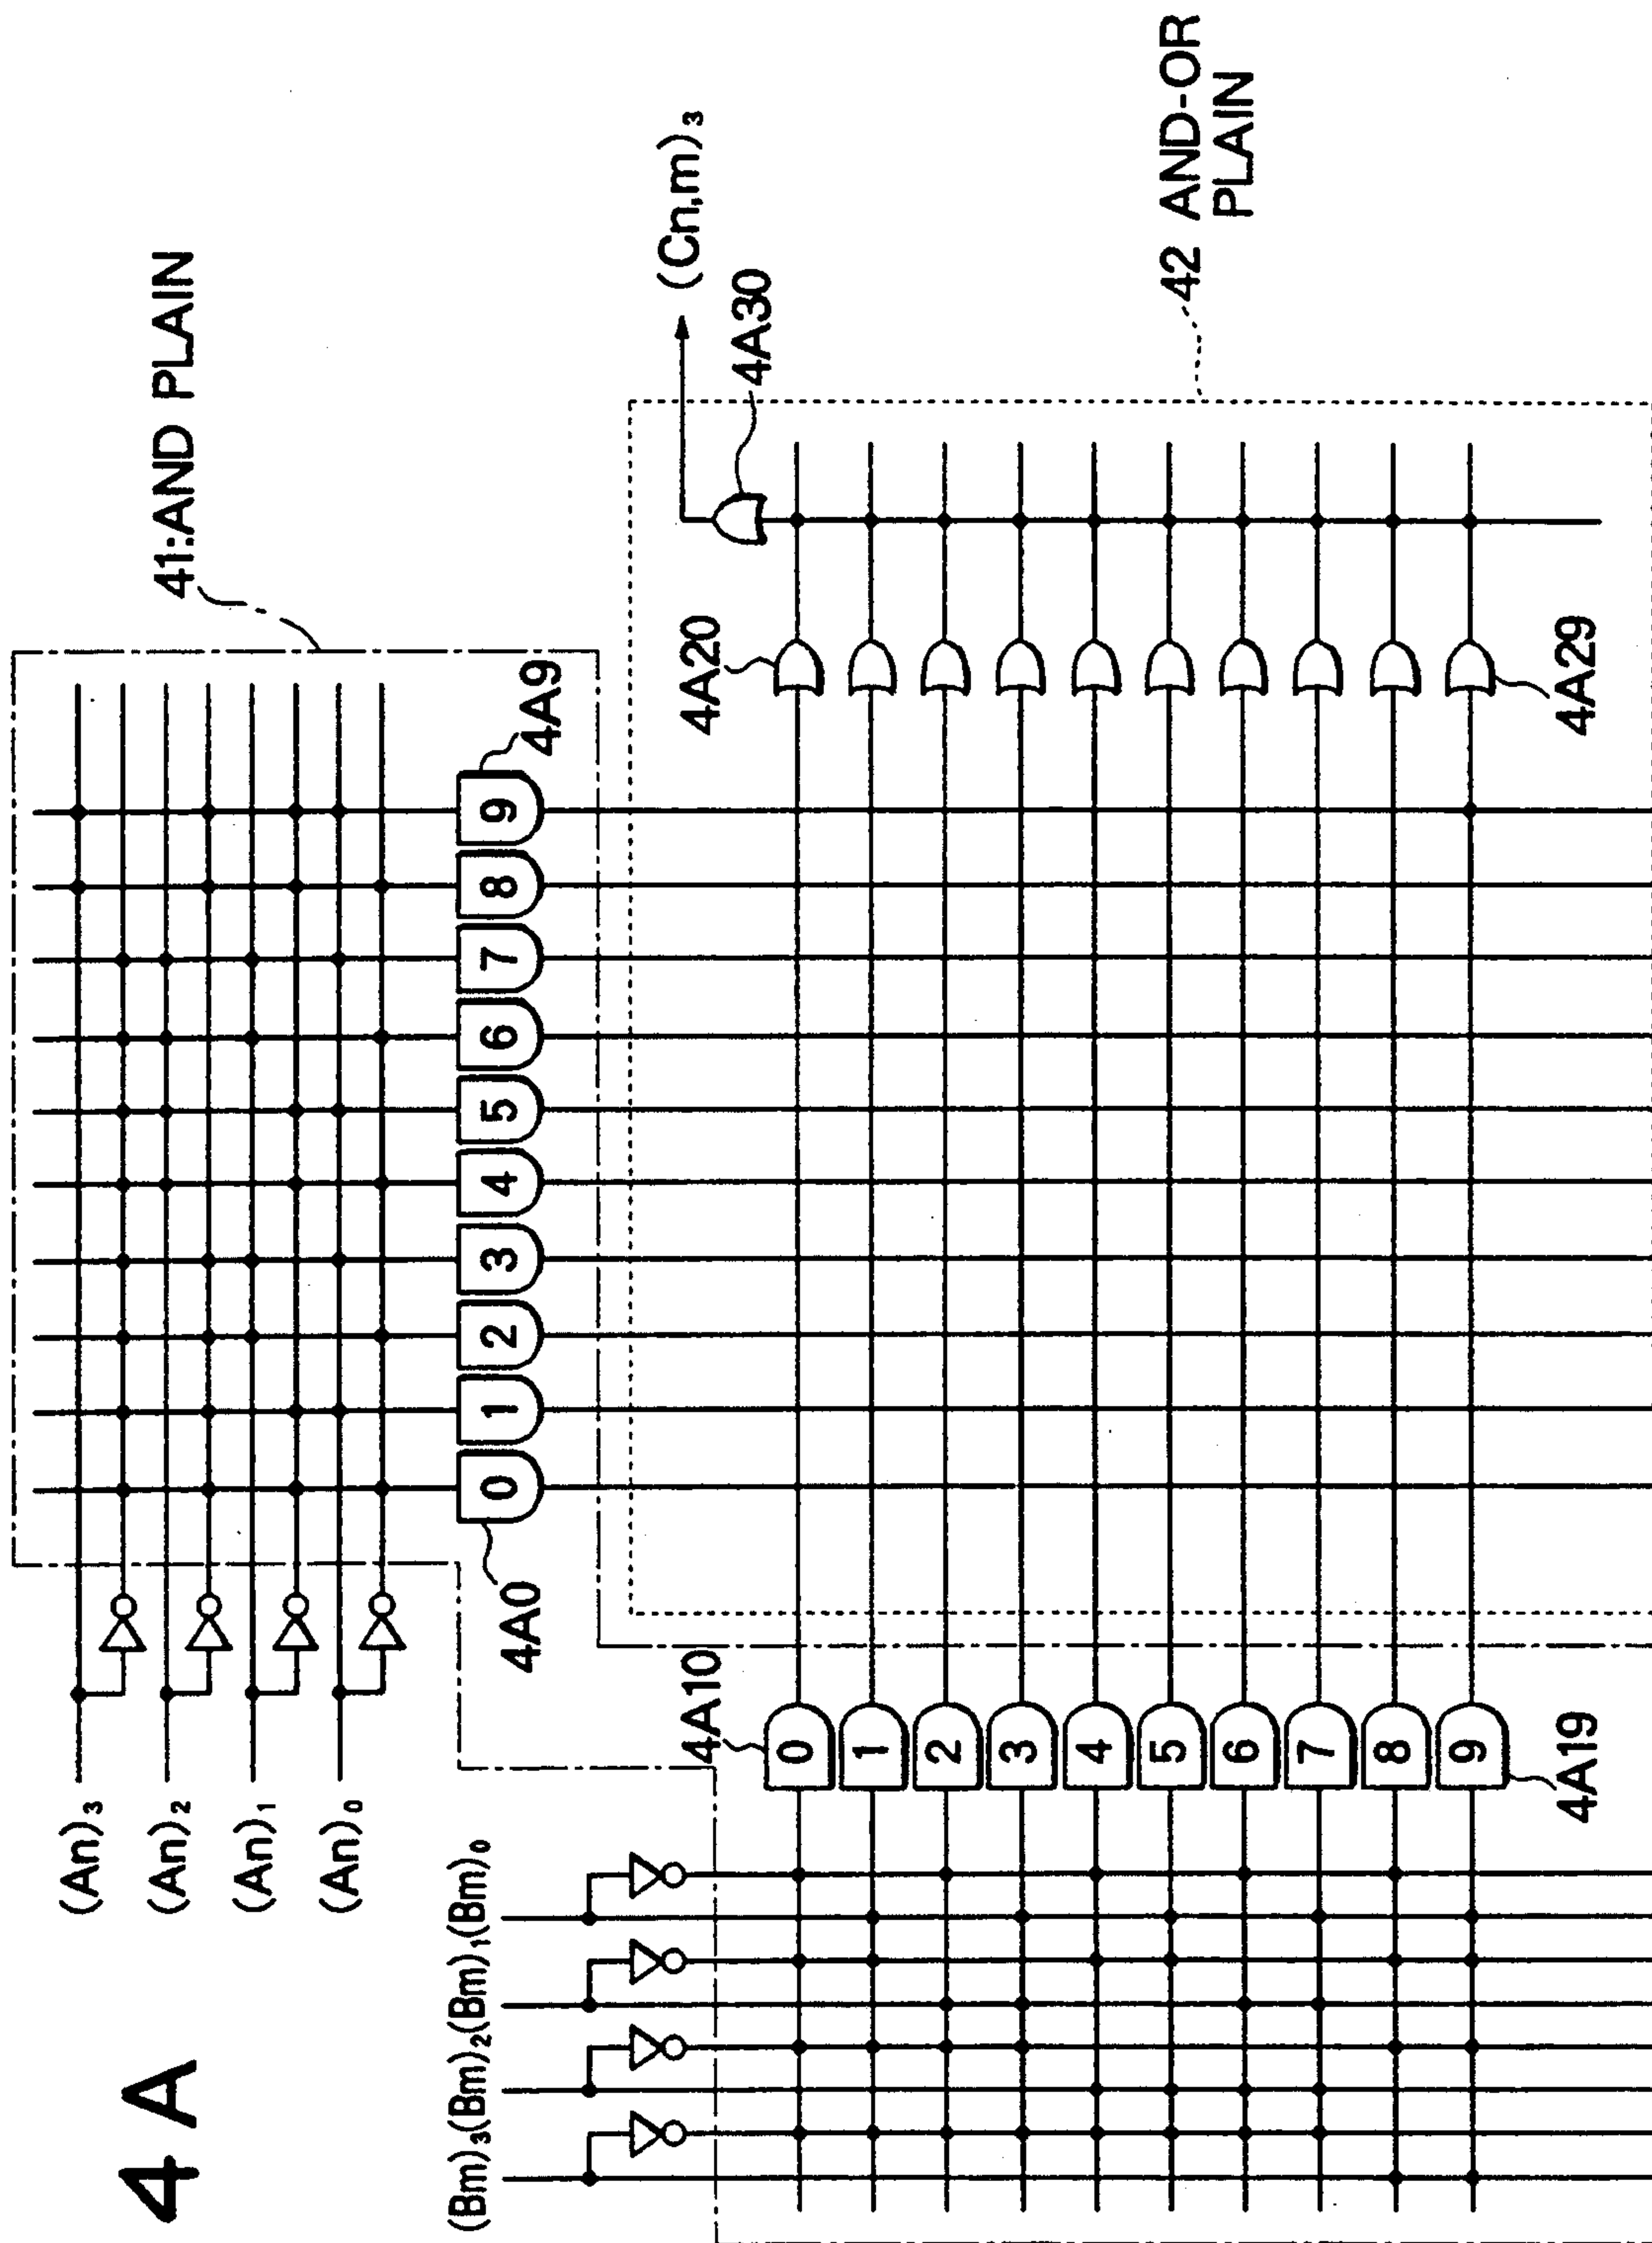 4 A
(An)₃
(An)₂
(An)₁
(An)₀
(Bm)₃(Bm)₂(Bm)₁(Bm)₀
41:AND PLAIN
4A0
0 1 2 3 4 5 6 7 8 9
4A9
4A10
0
1
2
3
4
5
6
7
8
9
4A19
4A20
4A29
4A30
(Cn,m)₃
42 AND-OR
PLAIN